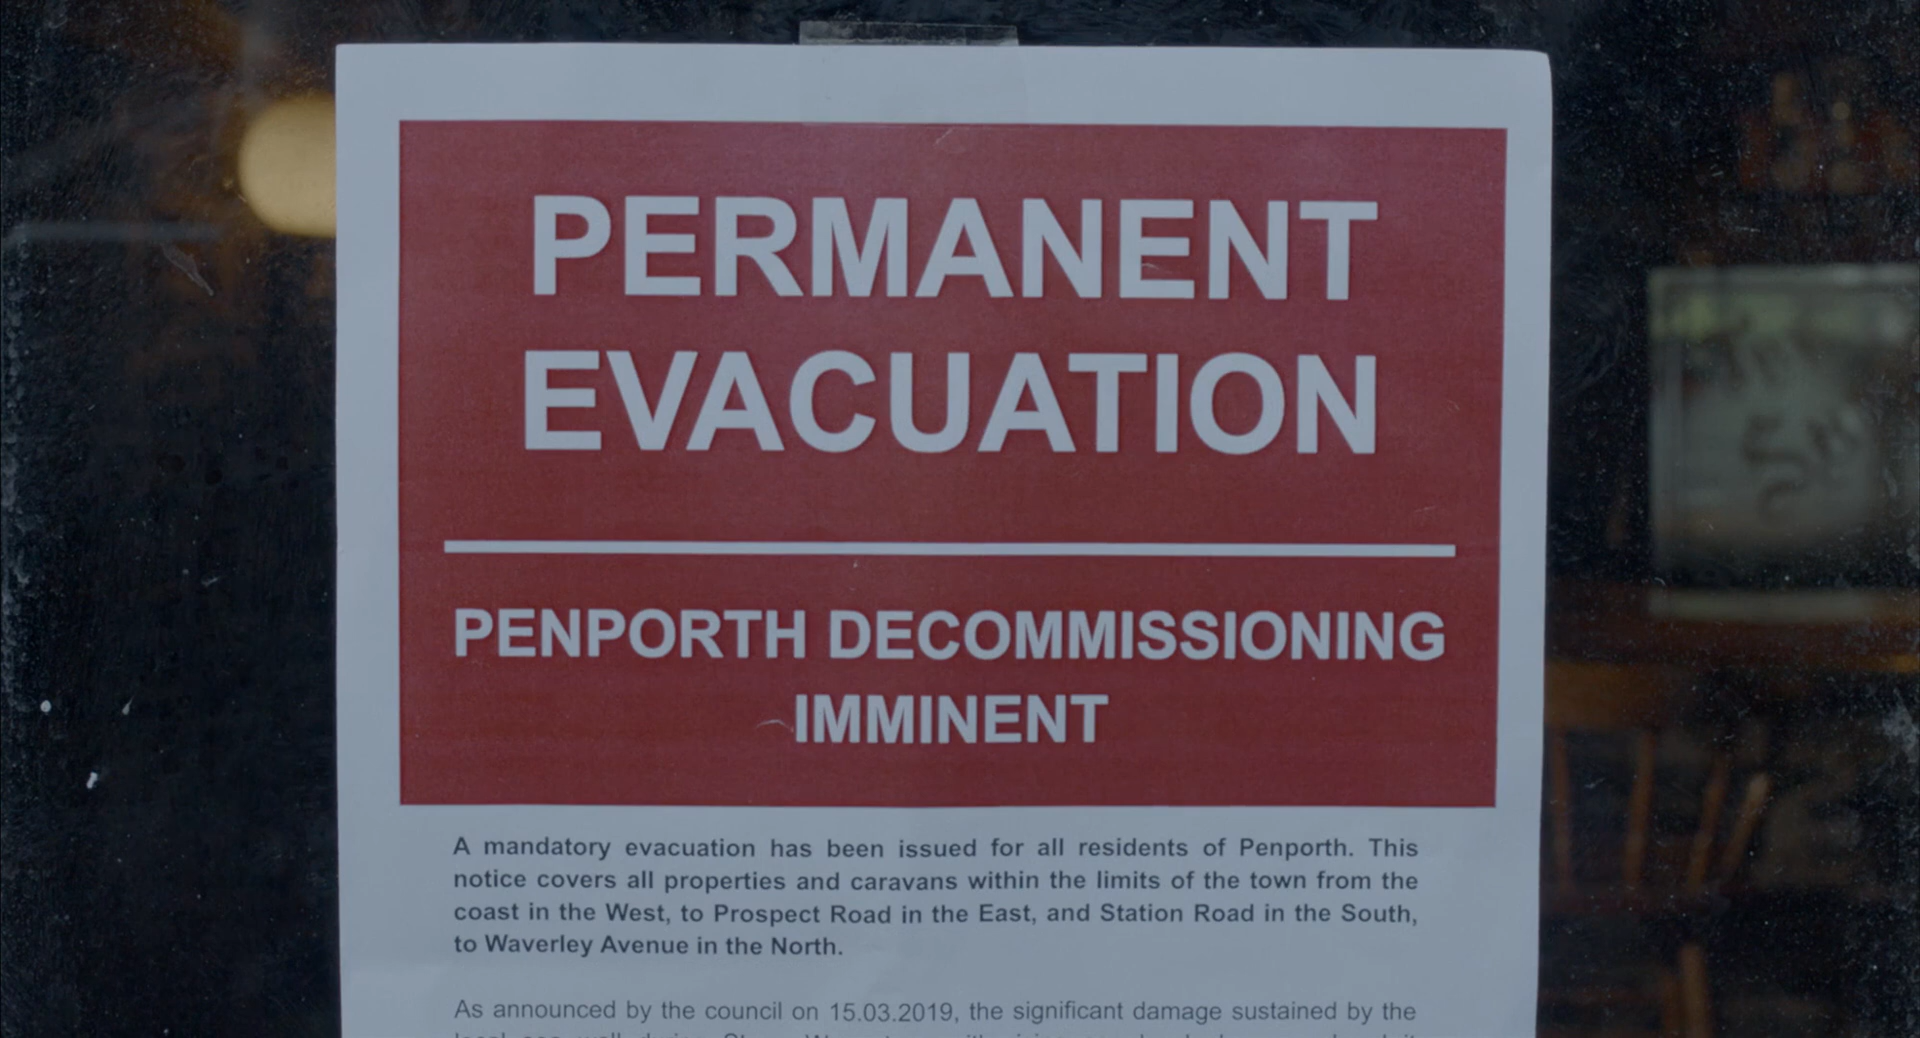 PERMANENT
EVACUATION
PENPORTH DECOMMISSIONING
IMMINENT
A mandatory evacuation has been issued for all residents of Penporth. This
notice covers all properties and caravans within the limits of the town from the
coast in the West, to Prospect Road in the East, and Station Road in the South,
to Waverley Avenue in the North.
As announced by the council on 15.03.2019, the significant damage sustained by the